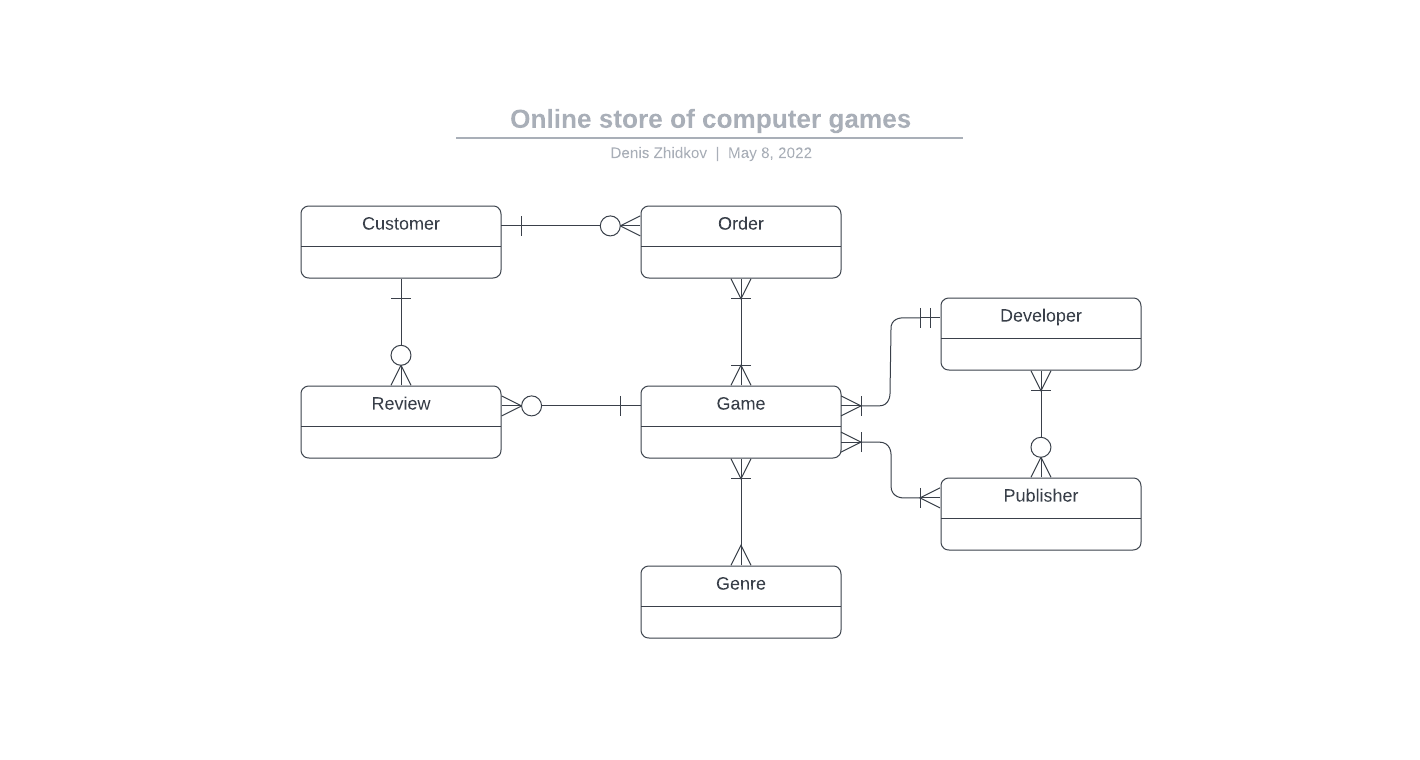 Online store of computer games
Denis Zhidkov | May 8, 2022
Customer
Order
Developer
Review
Game
Publisher
Genre